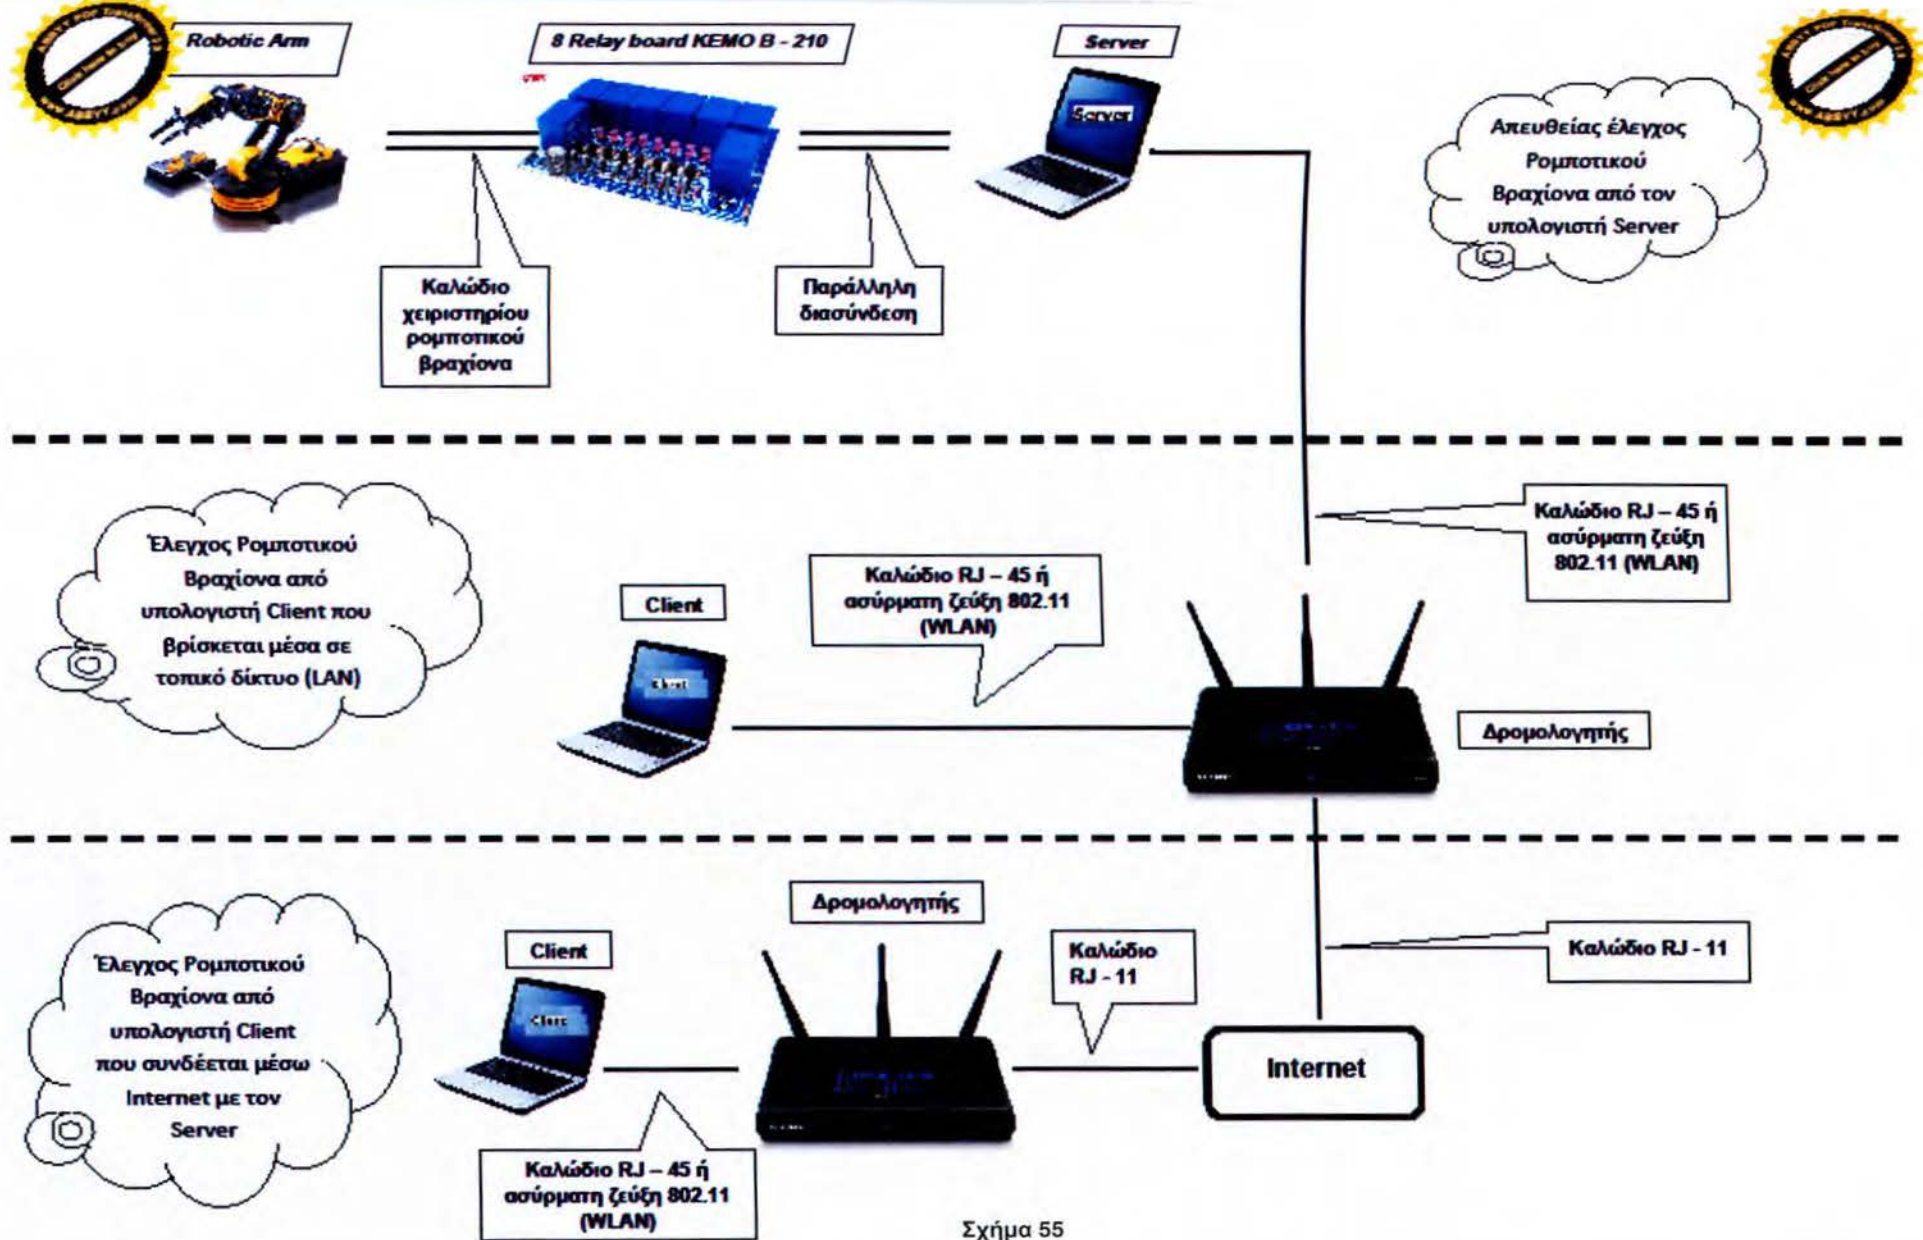 Robotic Arm
8 Relay board KEMO B - 210
Server
Server
Απευθείας έλεγχος
Ρομποτικού
Βραχίονα από τον
υπολογιστή Server
Καλώδιο
χειριστηρίου
ρομποτικού
βραχίονα
Παράλληλη
διασύνδεση
Έλεγχος Ρομποτικού
Βραχίονα από
υπολογιστή Client που
βρίσκεται μέσα σε
τοπικό δίκτυο (LAN)
Client
Client
Καλώδιο RJ – 45 ή
ασύρματη ζεύξη 802.11
(WLAN)
Καλώδιο RJ – 45 ή
ασύρματη ζεύξη
802.11 (WLAN)
Δρομολογητής
Έλεγχος Ρομποτικού
Βραχίονα από
υπολογιστή Client
που συνδέεται μέσω
Internet με τον
Server
Client
Client
Δρομολογητής
Καλώδιο
RJ - 11
Καλώδιο RJ - 11
Internet
Καλώδιο RJ – 45 ή
ασύρματη ζεύξη 802.11
(WLAN)
Σχήμα 55